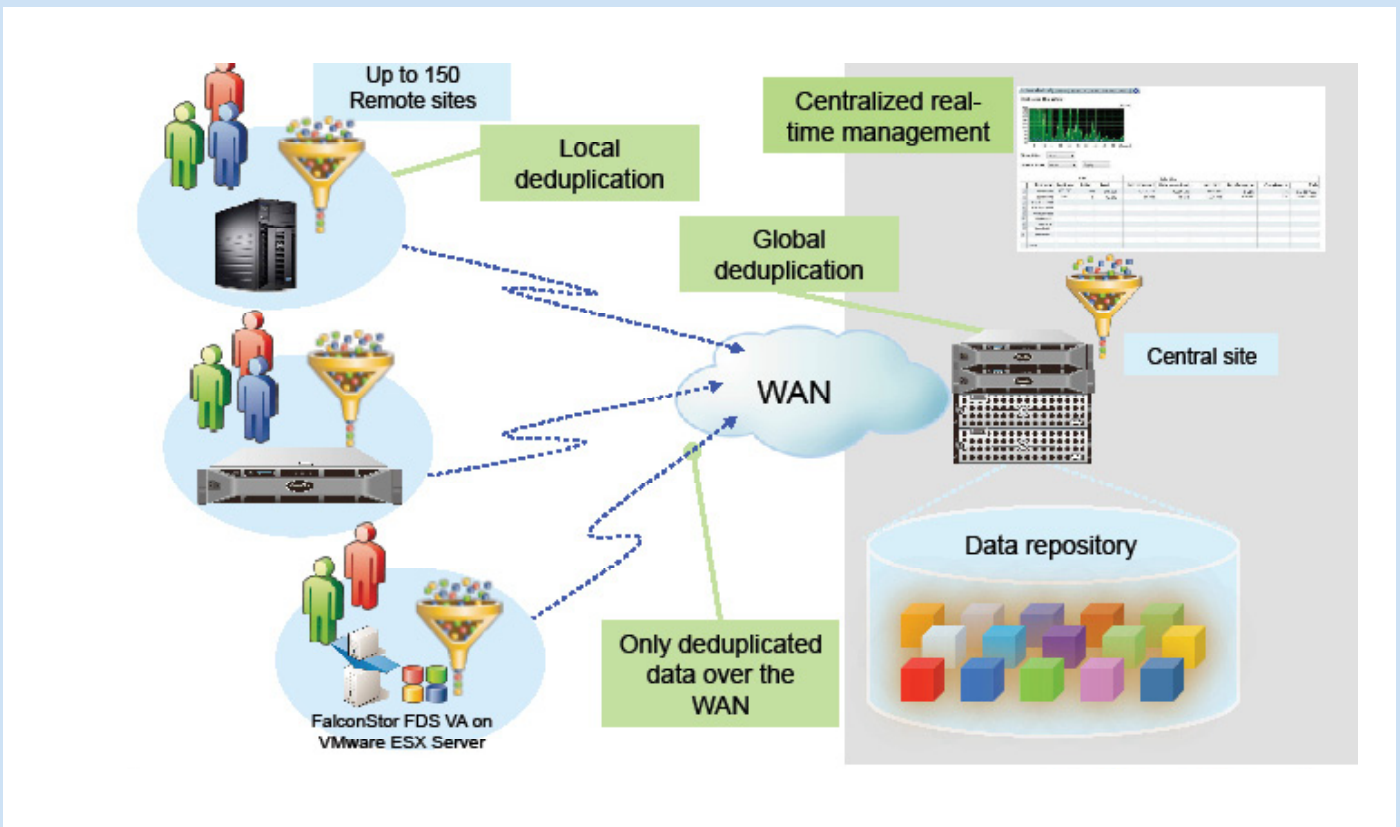 Up to 150
Remote sites
Local
deduplication
Centralized real-
time management
Global
deduplication
Central site
WAN
Data repository
Only deduplicated
data over the
WAN
FalconStor FDS VA on
VMware ESX Server